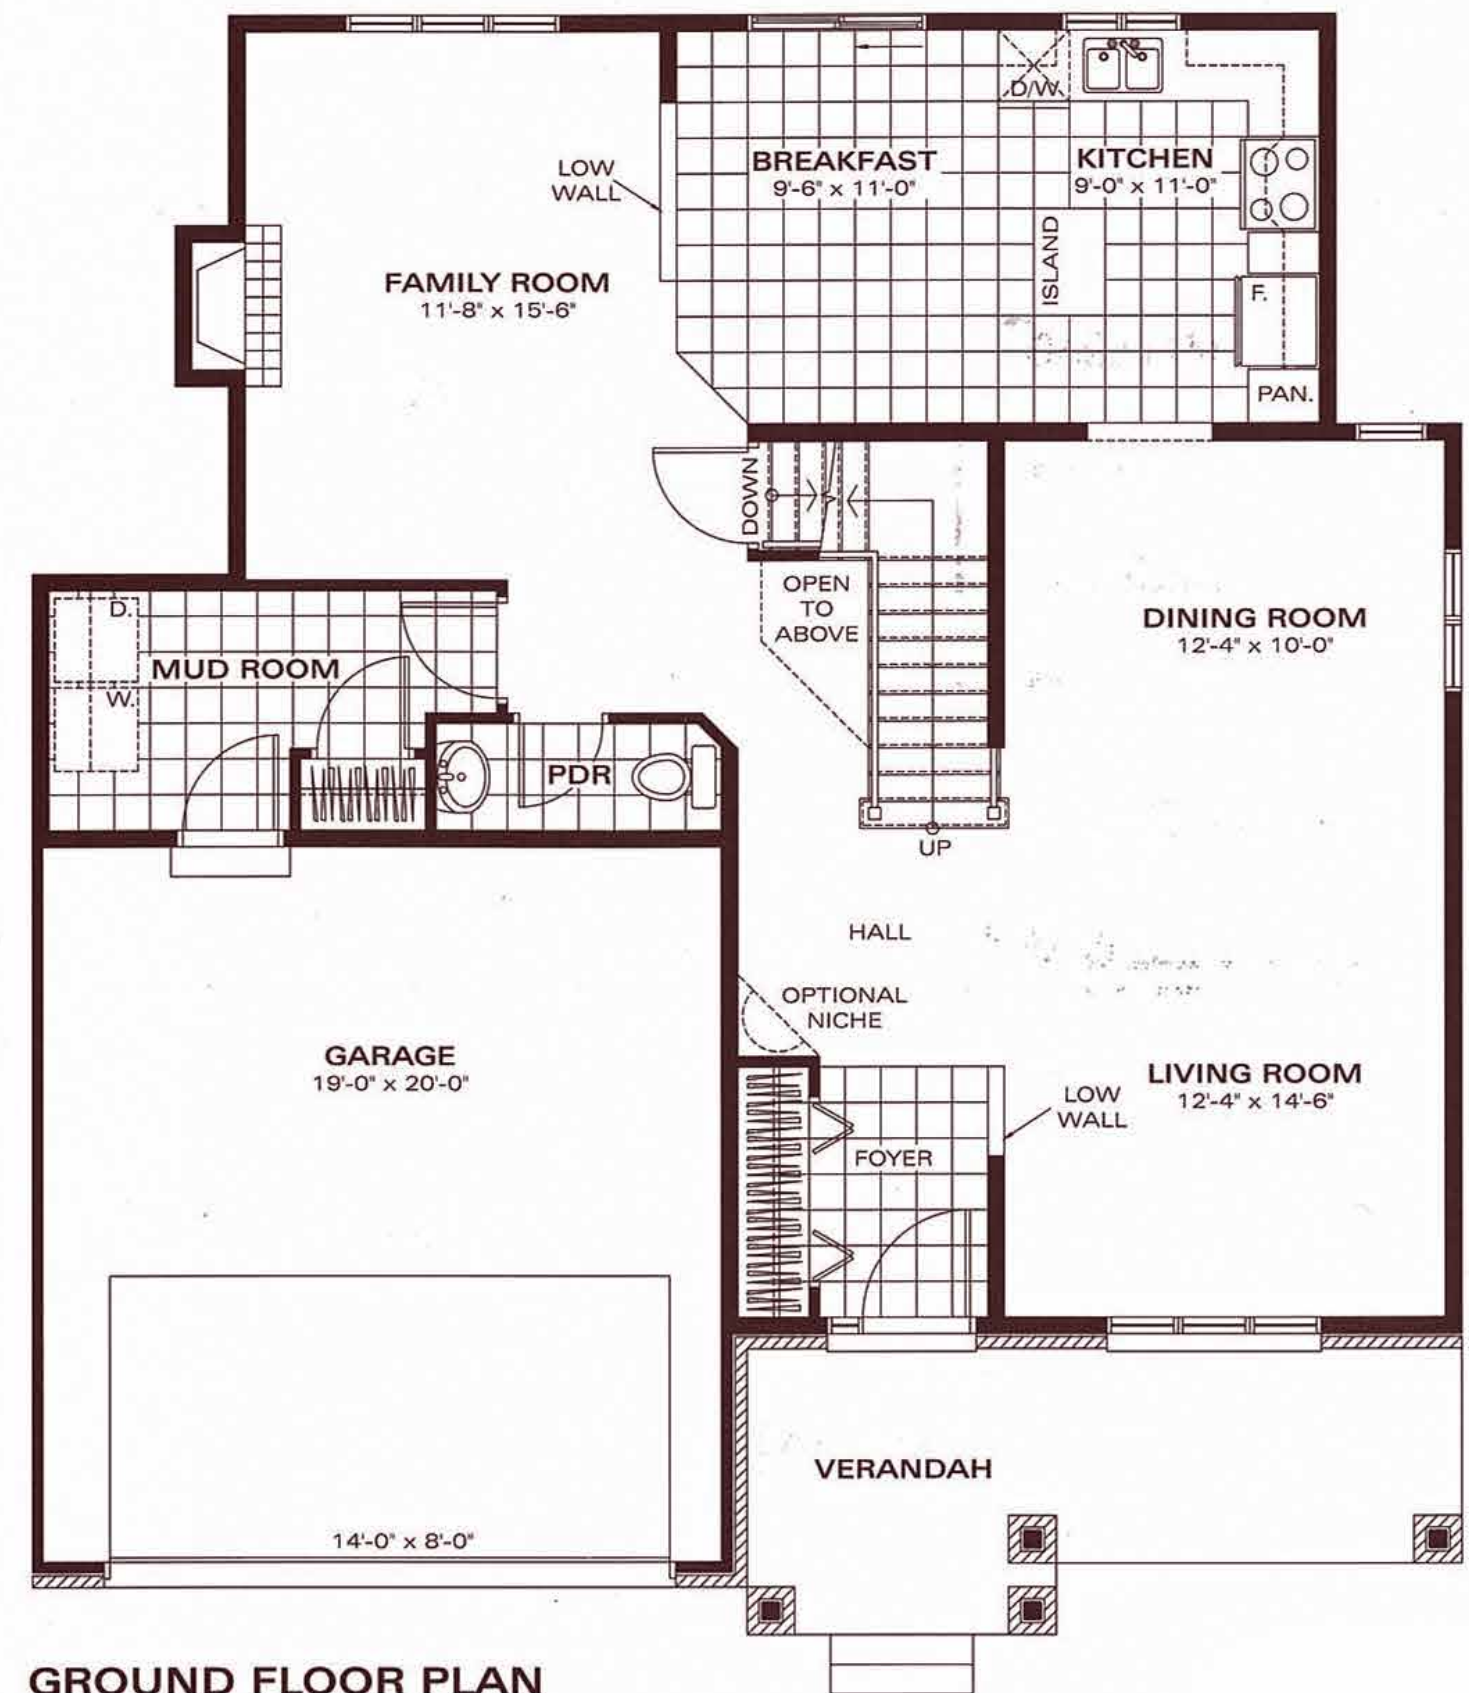 LOW
WALL
BREAKFAST
9'-6" x 11'-0"
D/W
KITCHEN
9'-0" x 11'-0"
ISLAND
F.
PAN.
FAMILY ROOM
11'-8" x 15'-6"
DOWN
OPEN
TO
ABOVE
DINING ROOM
12'-4" x 10'-0"
D.
MUD ROOM
W.
PDR
UP
HALL
OPTIONAL
NICHE
GARAGE
19'-0" x 20'-0"
LIVING ROOM
12'-4" x 14'-6"
LOW
WALL
FOYER
VERANDAH
14'-0" x 8'-0"
GROUND FLOOR PLAN